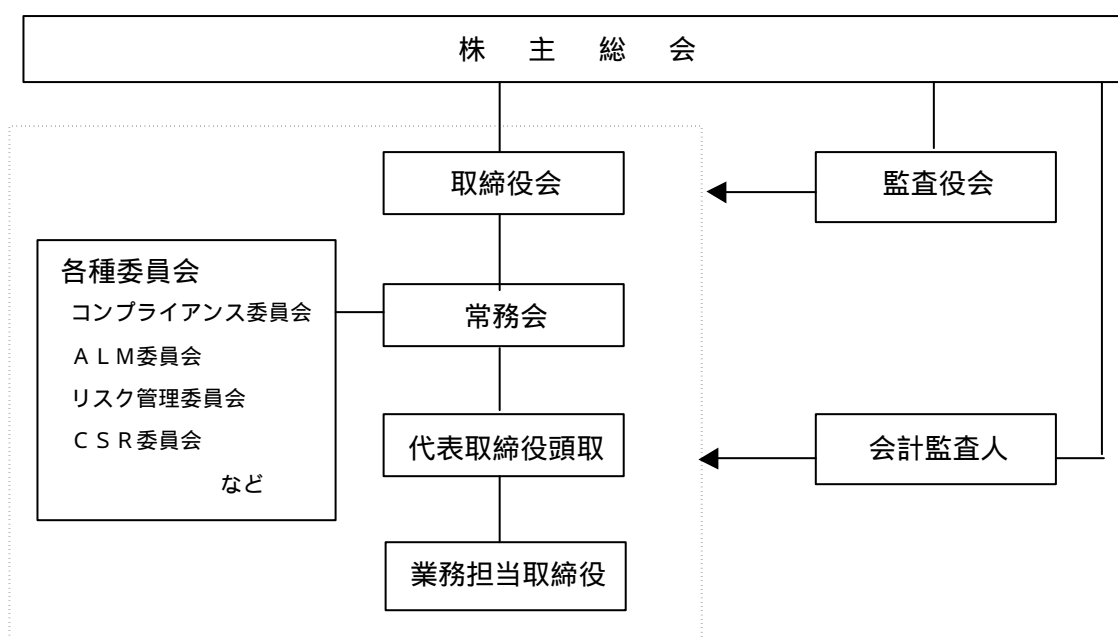 株 主 総 会
取締役会
監査役会
各種委員会
コンプライアンス委員会
ＡＬＭ委員会
リスク管理委員会
ＣＳＲ委員会
など
常務会
代表取締役頭取
会計監査人
業務担当取締役